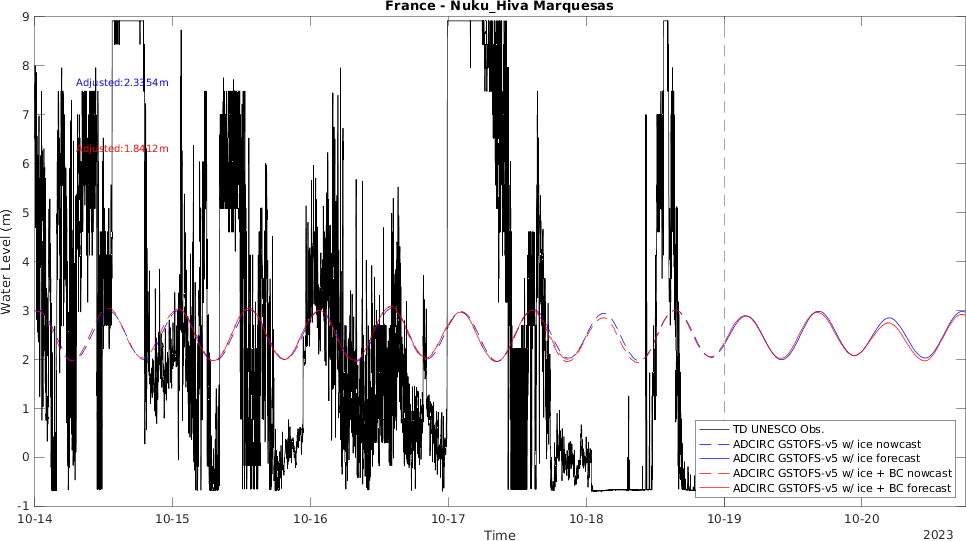 France - Nuku_Hiva Marquesas
9
8
7
6
5
4
3
2
1
0
-1
Water Level (m)
Adjusted:2.3354m
Adjusted:1.8412m
TD UNESCO Obs.
ADCIRC GSTOFS-v5 w/ ice nowcast
ADCIRC GSTOFS-v5 w/ ice forecast
ADCIRC GSTOFS-v5 w/ ice + BC nowcast
ADCIRC GSTOFS-v5 w/ ice + BC forecast
10-14 10-15 10-16 10-17 10-18 10-19 10-20
Time
2023